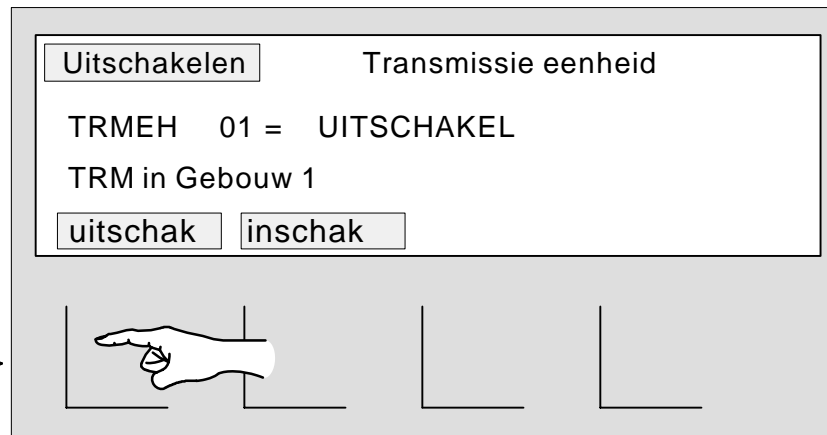 Uitschakelen Transmissie eenheid
TRMEH 01 = UITSCHAKEL
TRM in Gebouw 1
uitschak inschak